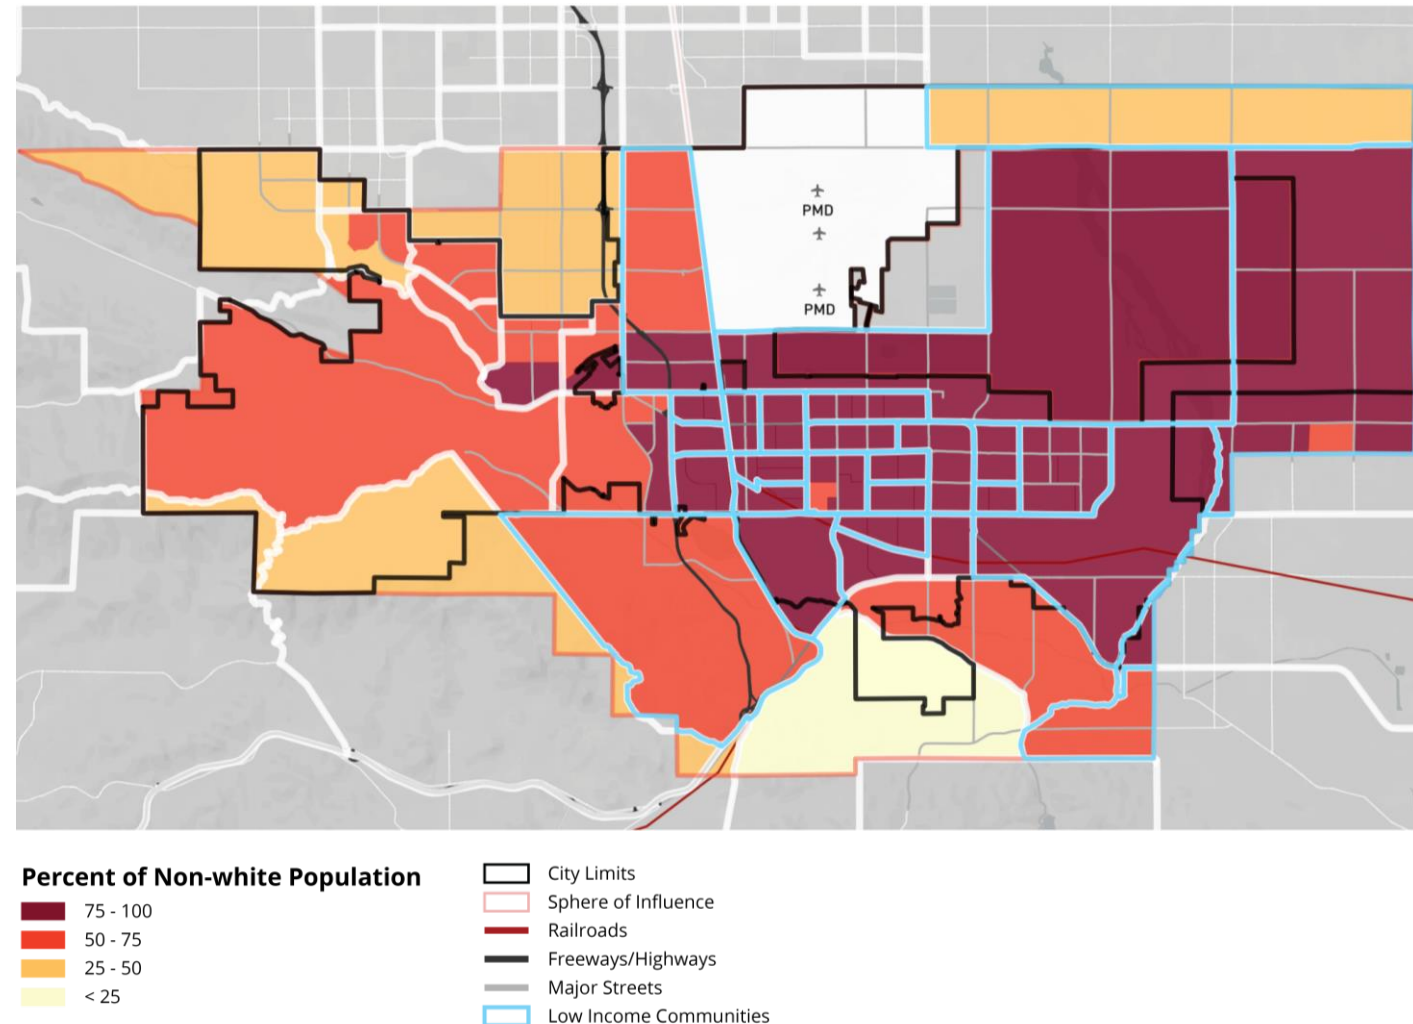 PMD
PMD
Percent of Non-white Population
75 - 100
50 - 75
25 - 50
< 25
City Limits
Sphere of Influence
Railroads
Freeways/Highways
Major Streets
Low Income Communities